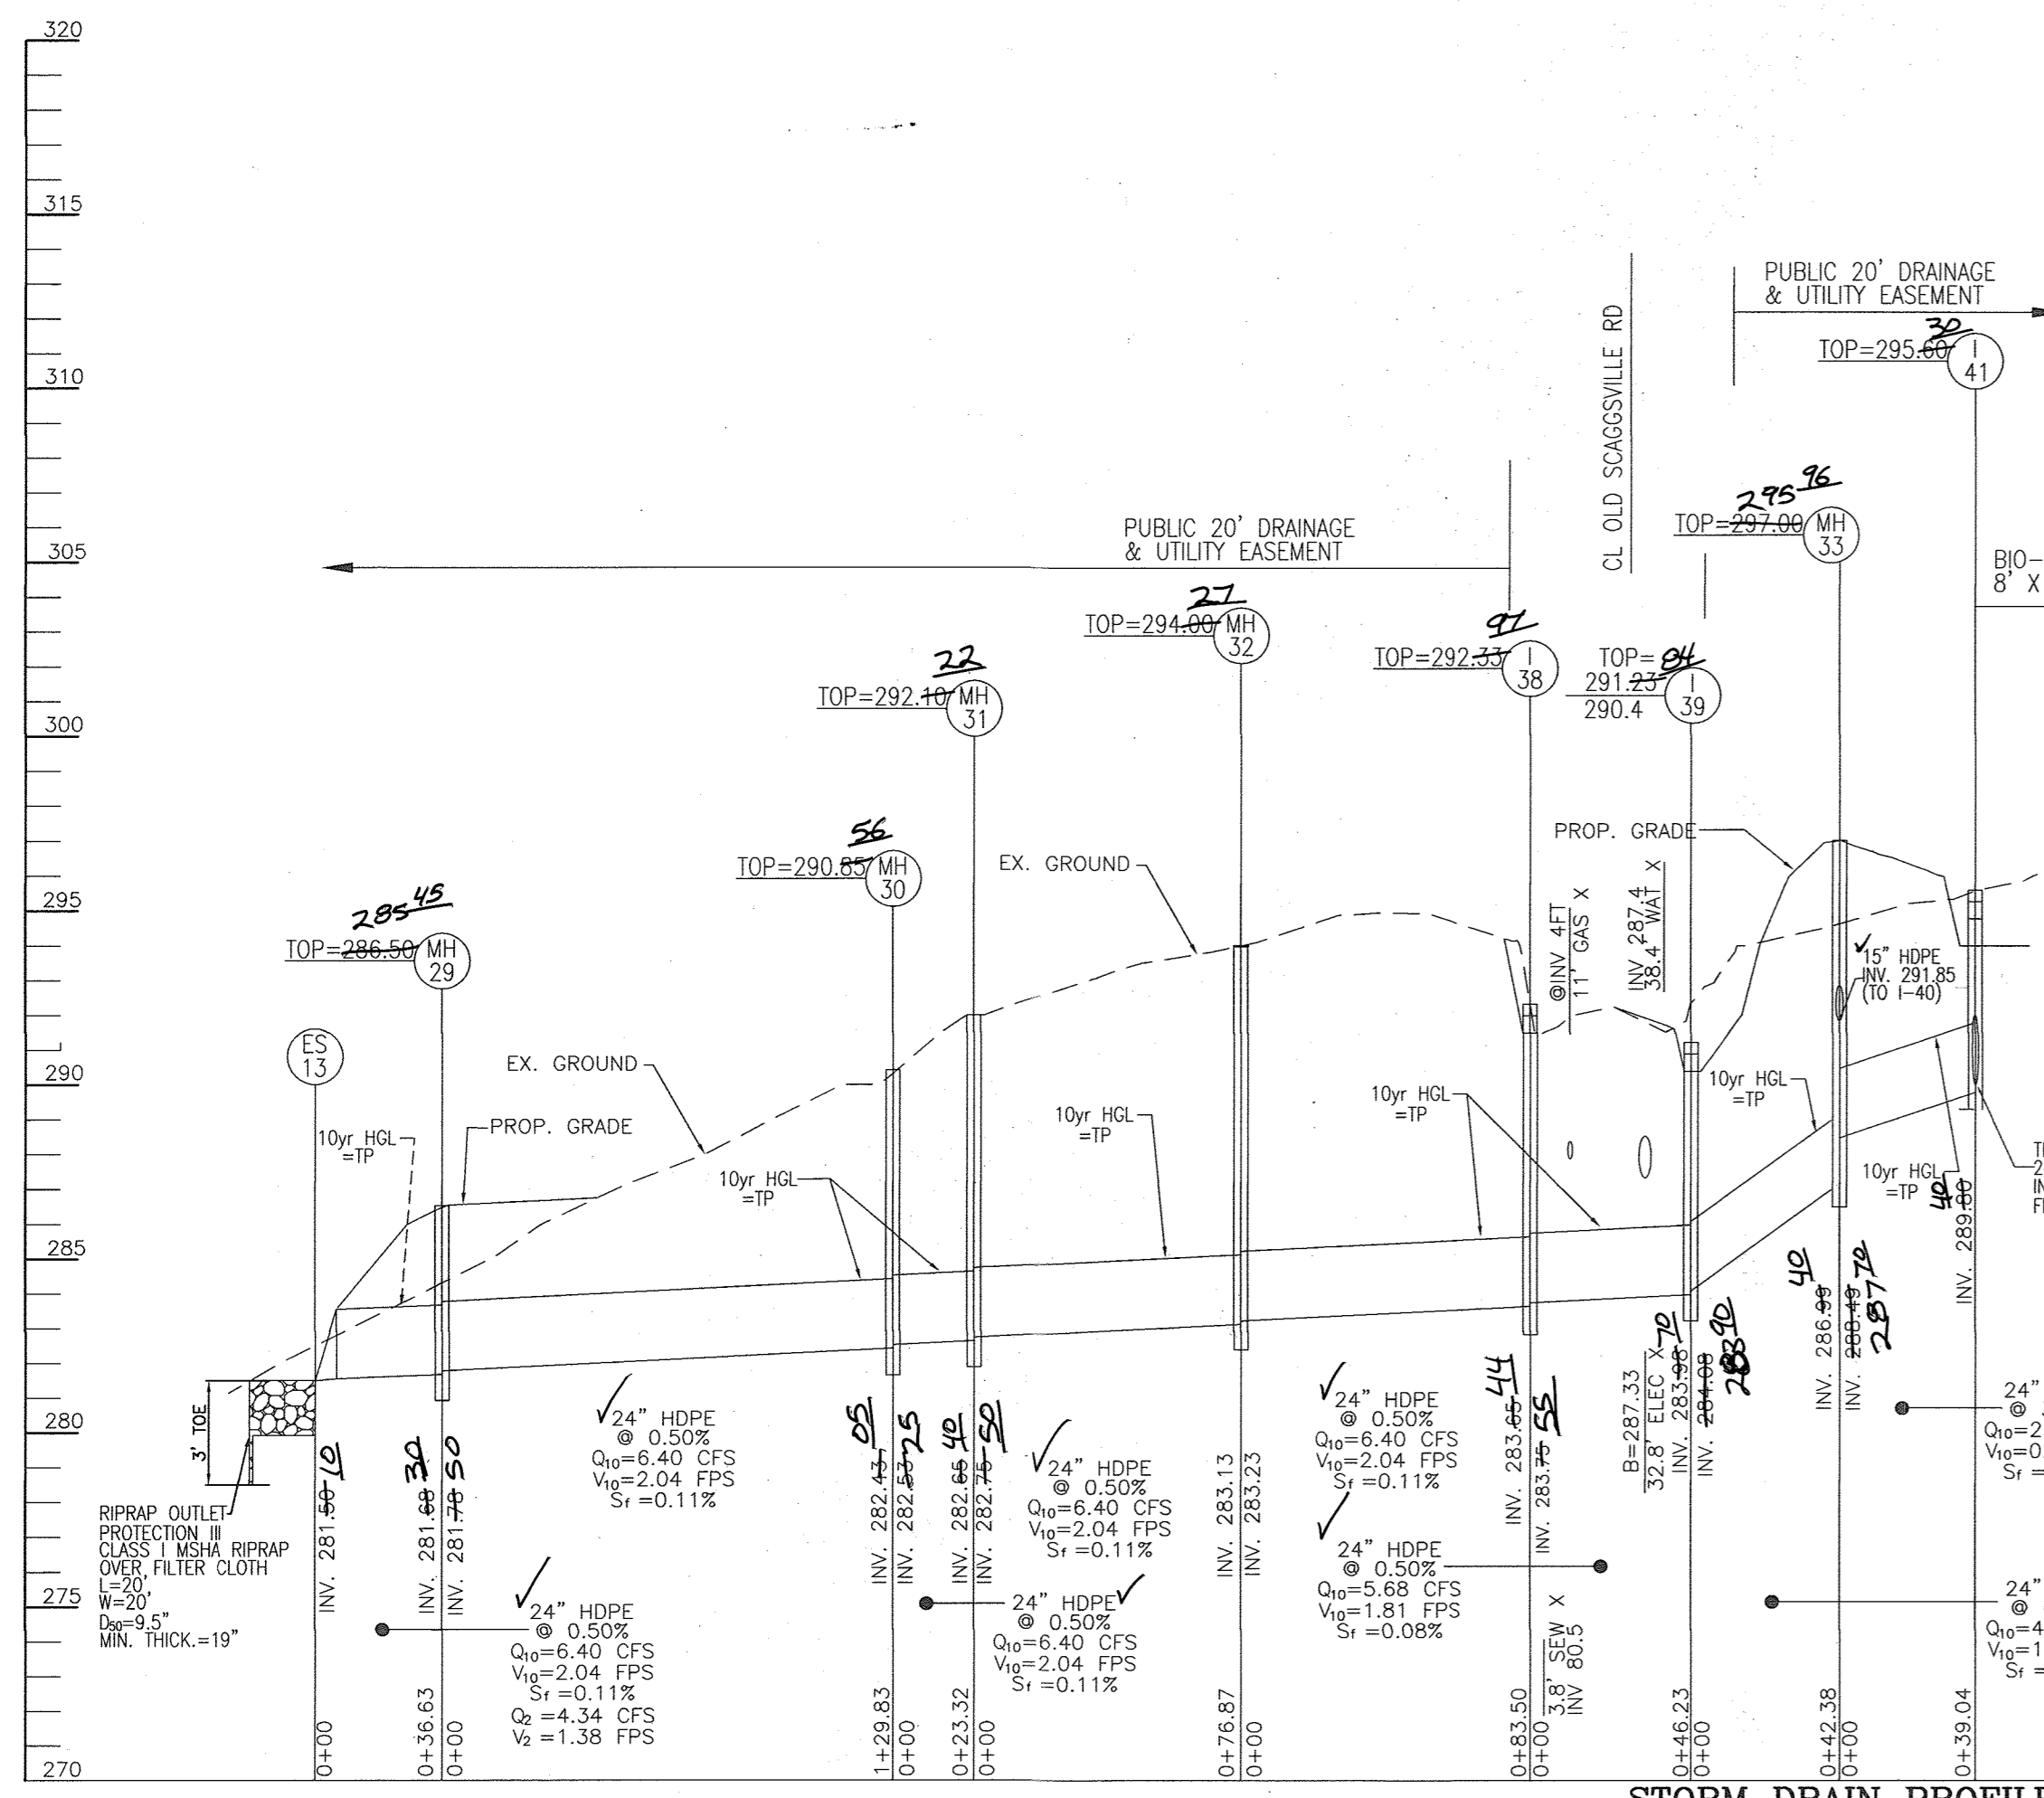 320
315
310
305
300
295
290
285
280
275
270
PUBLIC 20' DRAINAGE
& UTILITY EASEMENT
30
TOP=295.60
I
41
CL OLD SCAGGSVILLE RD
295 96
TOP=297.00
MH
33
PUBLIC 20' DRAINAGE
& UTILITY EASEMENT
BIO-
8' X
27
TOP=294.00
MH
32
97
TOP=292.33
I
38
TOP= 84
291.23
290.4
I
39
22
TOP=292.10
MH
31
56
TOP=290.85
MH
30
EX. GROUND
PROP. GRADE
285 45
TOP=286.50
MH
29
@INV 4FT
11' GAS X
INV 287.4
38.4' WAT X
15" HDPE
INV. 291.85
(TO I-40)
ES
13
EX. GROUND
PROP. GRADE
10yr HGL
=TP
10yr HGL
=TP
10yr HGL
=TP
10yr HGL
=TP
10yr HGL
=TP
10yr HGL
=TP
40
INV. 289.80
3' TOE
RIPRAP OUTLET
PROTECTION III
CLASS I MSHA RIPRAP
OVER FILTER CLOTH
L=20'
W=20'
D50=9.5"
MIN. THICK.=19"
INV. 281.50 10
INV. 281.68 30
INV. 281.78 50
24" HDPE
@ 0.50%
Q10=6.40 CFS
V10=2.04 FPS
Sf =0.11%
24" HDPE
@ 0.50%
Q10=6.40 CFS
V10=2.04 FPS
Sf =0.11%
Q2 =4.34 CFS
V2 =1.38 FPS
INV. 282.43 05
INV. 282.53 25
INV. 282.65 40
INV. 282.75 50
24" HDPE
@ 0.50%
Q10=6.40 CFS
V10=2.04 FPS
Sf =0.11%
24" HDPE
@ 0.50%
Q10=6.40 CFS
V10=2.04 FPS
Sf =0.11%
INV. 283.13
INV. 283.23
24" HDPE
@ 0.50%
Q10=6.40 CFS
V10=2.04 FPS
Sf =0.11%
24" HDPE
@ 0.50%
Q10=5.68 CFS
V10=1.81 FPS
Sf =0.08%
INV. 283.65 44
INV. 283.75 55
3.8' SEW X
INV 80.5
B=287.33
32.8' ELEC X
INV. 283.98 70
INV. 284.08
283 90
INV. 286.99 40
INV. 288.49
287 70
24"
@
Q10=2
V10=0
Sf =
24"
@
Q10=4
V10=1
Sf =
0+00
0+36.63
0+00
1+29.83
0+00
0+23.32
0+00
0+76.87
0+00
0+83.50
0+00
0+46.23
0+00
0+42.38
0+00
0+39.04
STORM DRAIN PROFILE